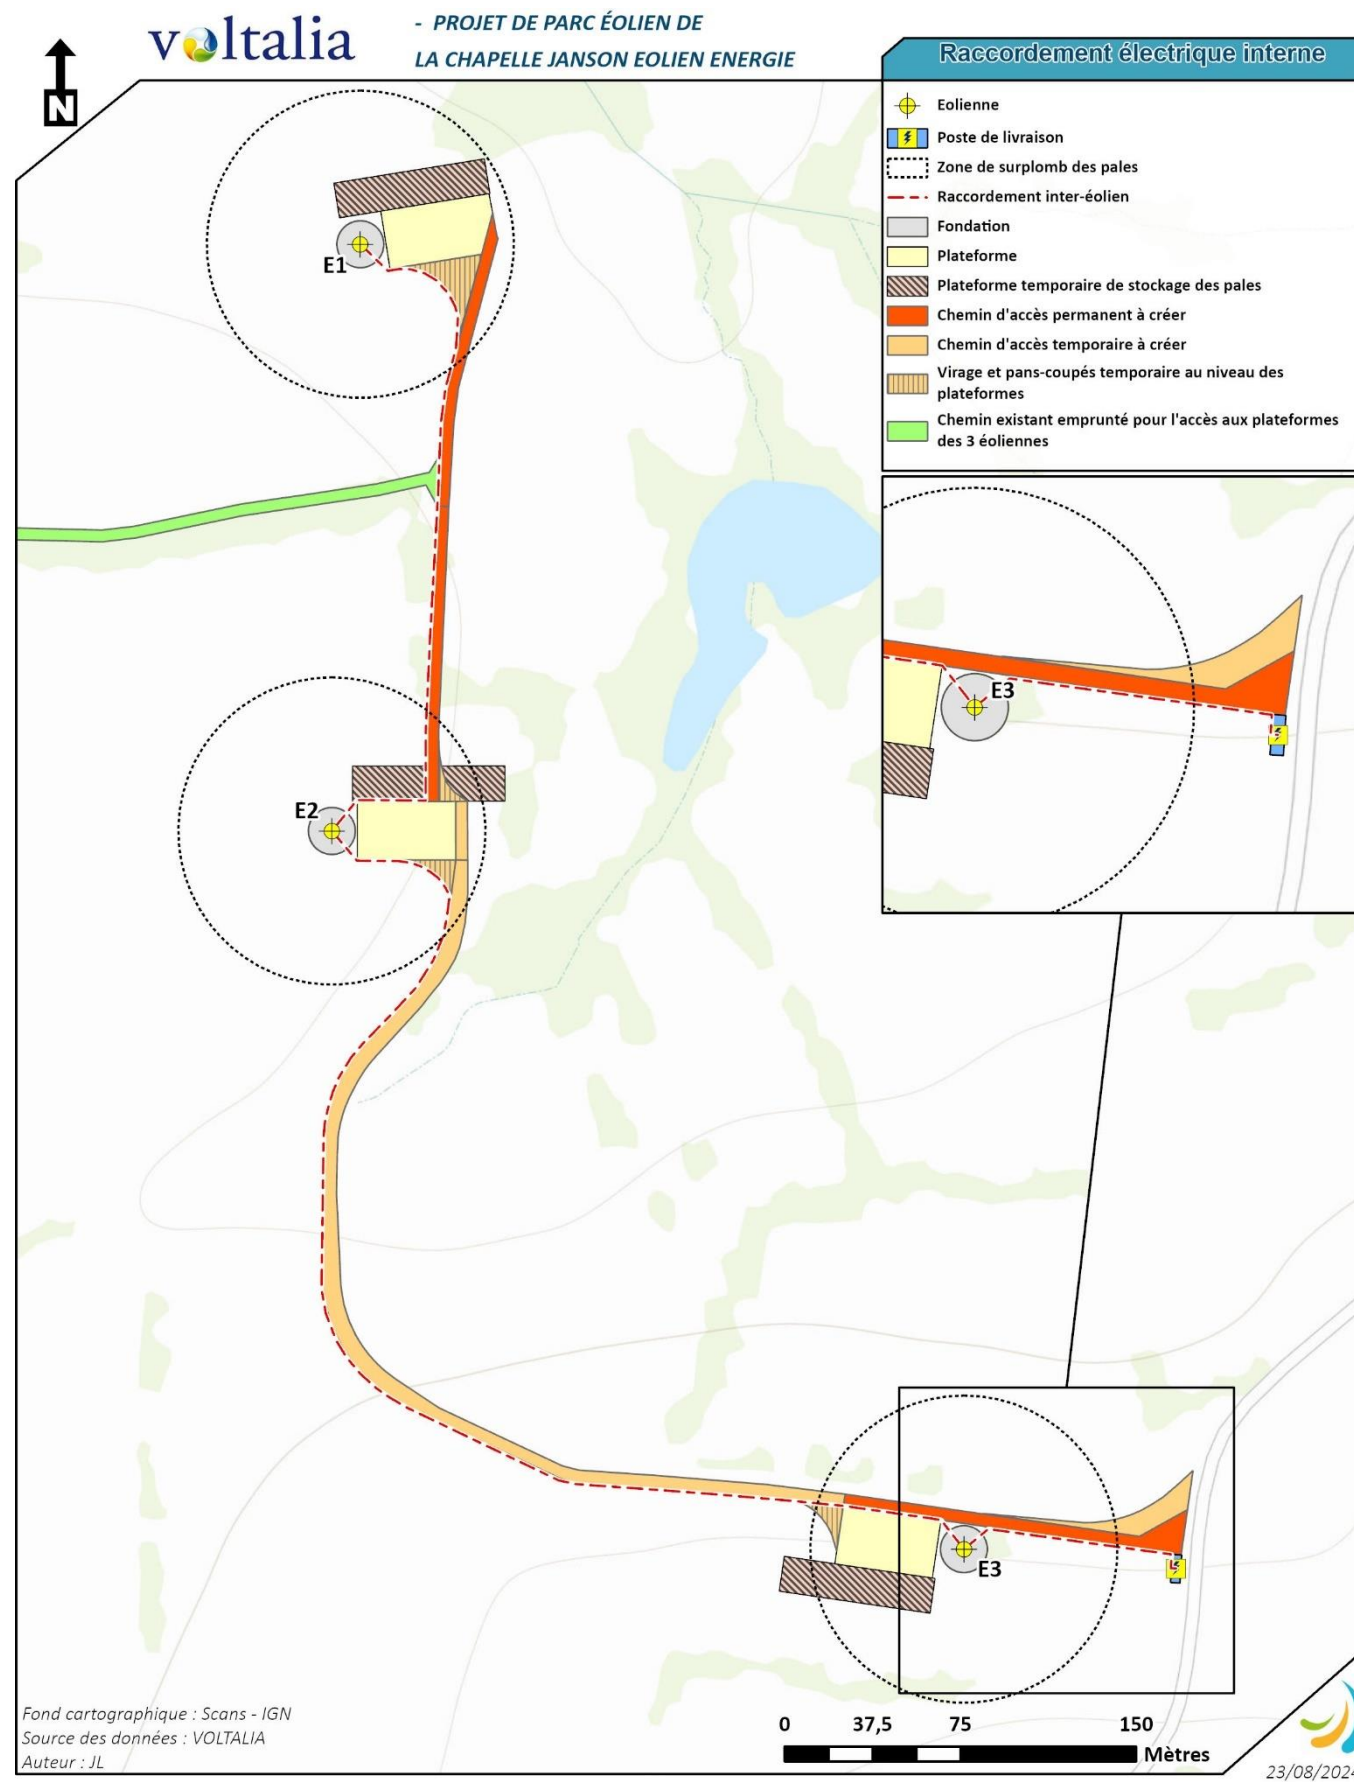 voltalia
- PROJET DE PARC ÉOLIEN DE
LA CHAPELLE JANSON EOLIEN ENERGIE
N
Raccordement électrique interne
Eolienne
Poste de livraison
Zone de surplomb des pales
Raccordement inter-éolien
Fondation
Plateforme
Plateforme temporaire de stockage des pales
Chemin d'accès permanent à créer
Chemin d'accès temporaire à créer
Virage et pans-coupés temporaire au niveau des
plateformes
Chemin existant emprunté pour l'accès aux plateformes
des 3 éoliennes
E1
E3
E2
E3
Fond cartographique : Scans - IGN
Source des données : VOLTALIA
Auteur : JL
0 37,5 75 150
Mètres
23/08/2024